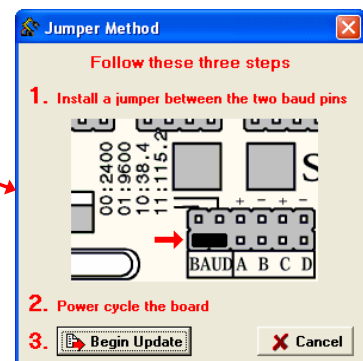 Jumper Method
Follow these three steps
1. Install a jumper between the two baud pins
00:2400
01:9600
10:38.4
11:115.2
S
+ - + -
BAUD A B C D
2. Power cycle the board
3. Begin Update
Cancel